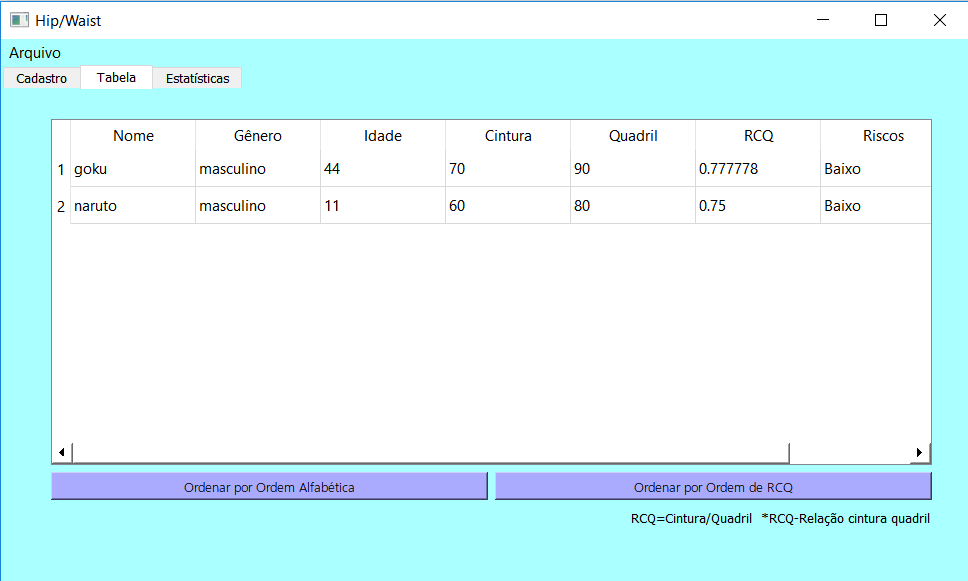 Hip/Waist
Arquivo
Cadastro Tabela Estatísticas
Nome Gênero Idade Cintura Quadril RCQ Riscos
1 goku masculino 44 70 90 0.777778 Baixo
2 naruto masculino 11 60 80 0.75 Baixo
Ordenar por Ordem Alfabética Ordenar por Ordem de RCQ
RCQ=Cintura/Quadril *RCQ-Relação cintura quadril